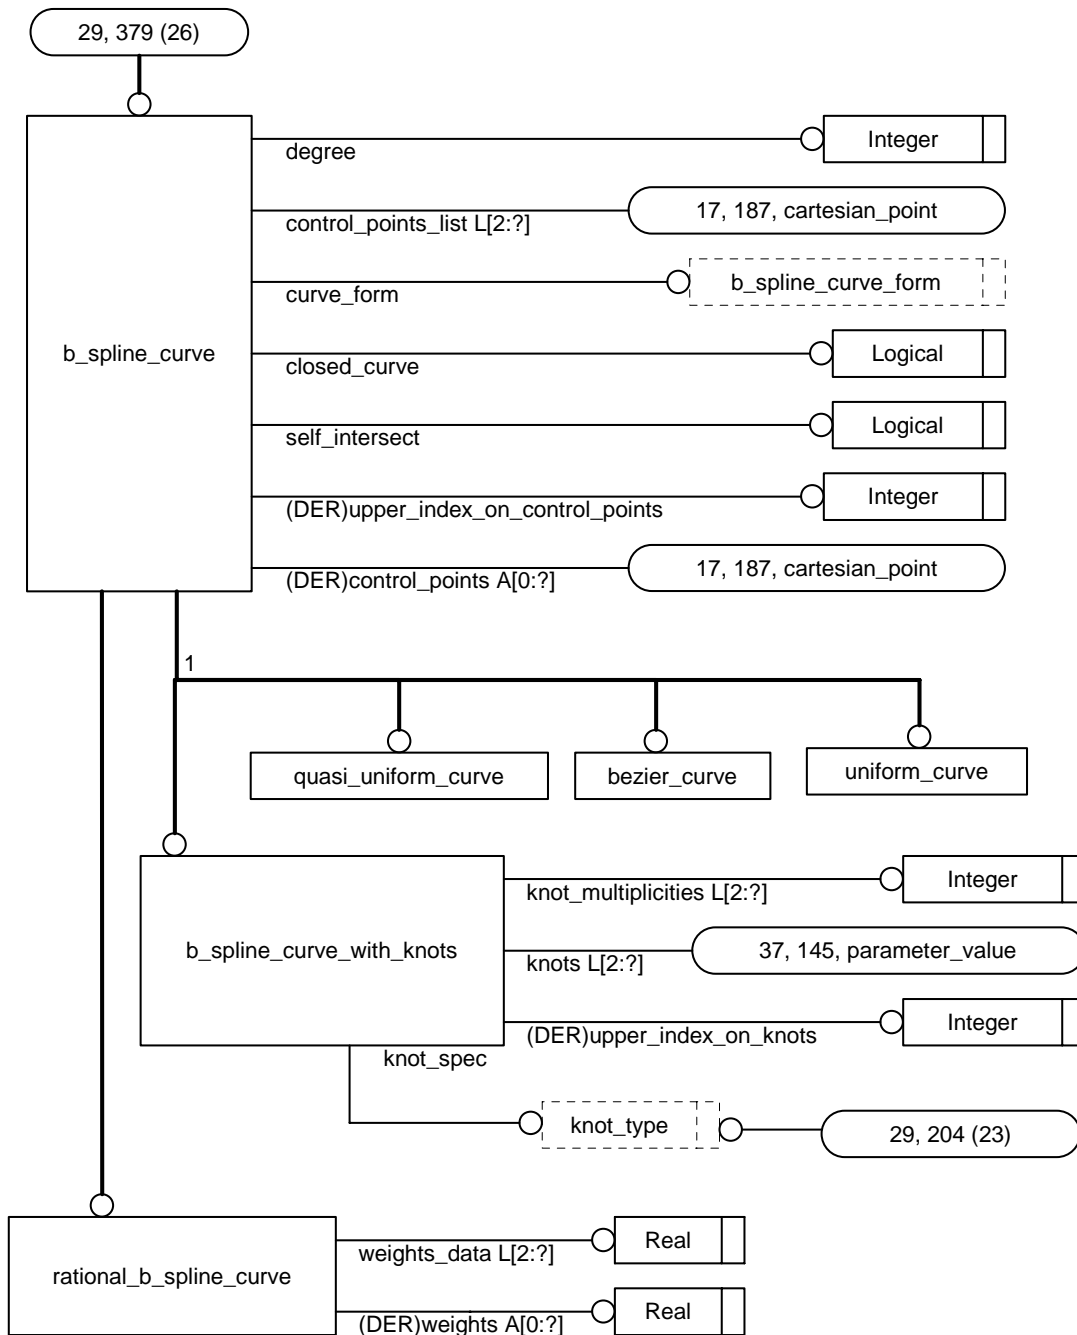 29, 379 (26)
b_spline_curve
degree
Integer
control_points_list L[2:?]
17, 187, cartesian_point
curve_form
b_spline_curve_form
closed_curve
Logical
self_intersect
Logical
(DER)upper_index_on_control_points
Integer
(DER)control_points A[0:?]
17, 187, cartesian_point
1
quasi_uniform_curve
bezier_curve
uniform_curve
b_spline_curve_with_knots
knot_multiplicities L[2:?]
Integer
knots L[2:?]
37, 145, parameter_value
(DER)upper_index_on_knots
Integer
knot_spec
knot_type
29, 204 (23)
rational_b_spline_curve
weights_data L[2:?]
Real
(DER)weights A[0:?]
Real